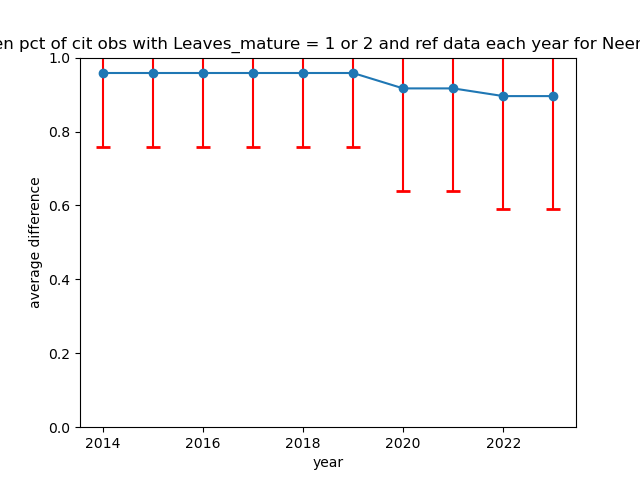 en pct of cit obs with Leaves_mature = 1 or 2 and ref data each year for Neem
1.0
0.8
0.6
0.4
0.2
0.0
average difference
2014 2016 2018 2020 2022
year